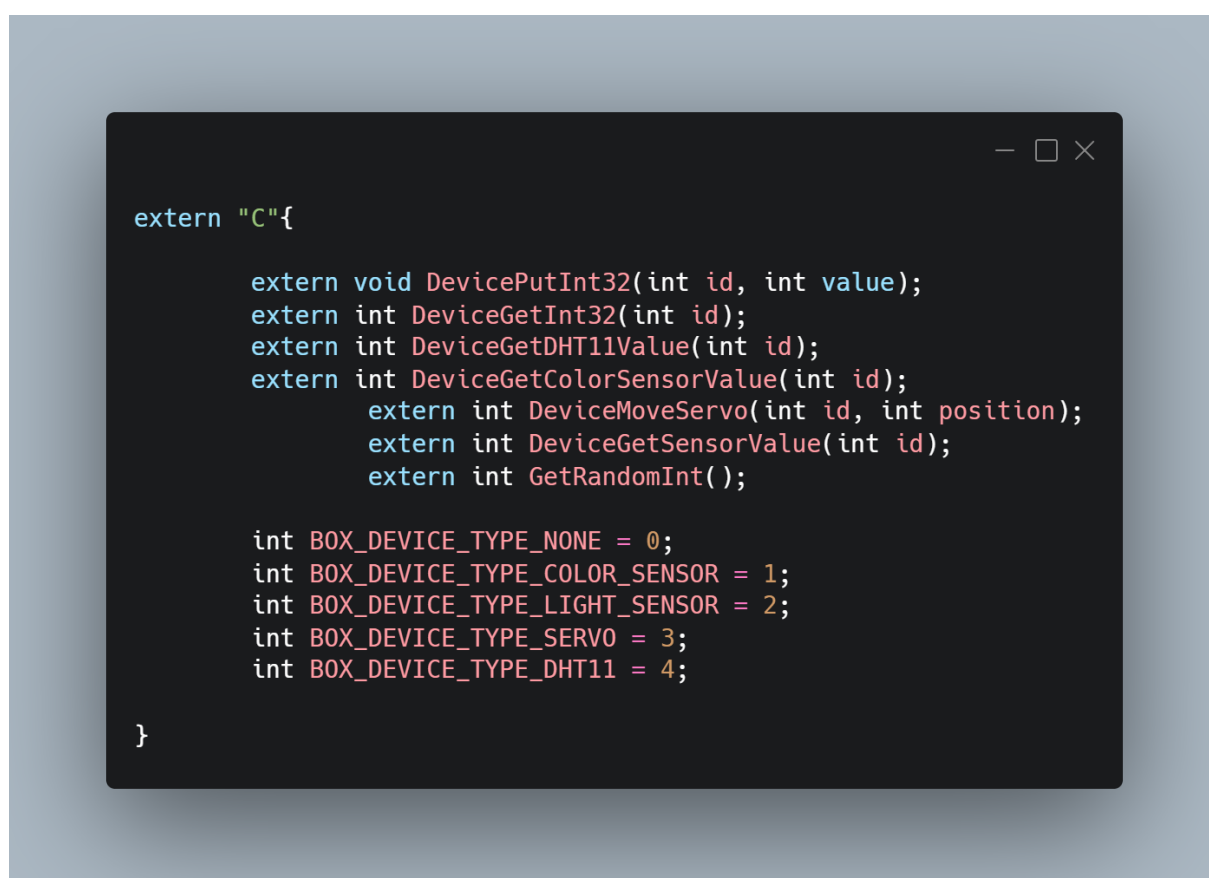 extern "C"{
extern void DevicePutInt32(int id, int value);
extern int DeviceGetInt32(int id);
extern int DeviceGetDHT11Value(int id);
extern int DeviceGetColorSensorValue(int id);
extern int DeviceMoveServo(int id, int position);
extern int DeviceGetSensorValue(int id);
extern int GetRandomInt();
int BOX_DEVICE_TYPE_NONE = 0;
int BOX_DEVICE_TYPE_COLOR_SENSOR = 1;
int BOX_DEVICE_TYPE_LIGHT_SENSOR = 2;
int BOX_DEVICE_TYPE_SERVO = 3;
int BOX_DEVICE_TYPE_DHT11 = 4;
}